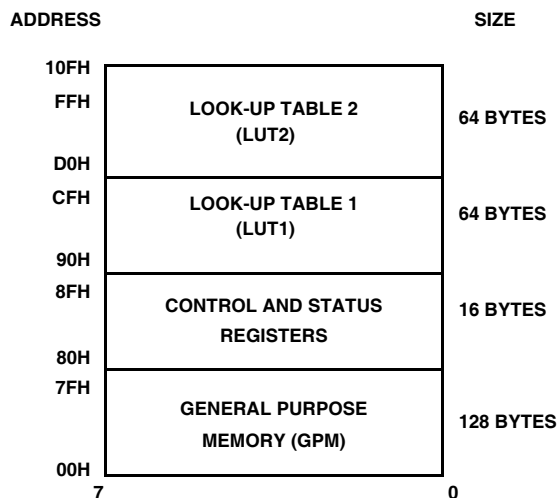 ADDRESS SIZE
10FH
FFH
LOOK-UP TABLE 2
(LUT2)
64 BYTES
D0H
CFH
LOOK-UP TABLE 1
(LUT1)
64 BYTES
90H
8FH
CONTROL AND STATUS
REGISTERS
16 BYTES
80H
7FH
GENERAL PURPOSE
MEMORY (GPM)
128 BYTES
00H
7 0